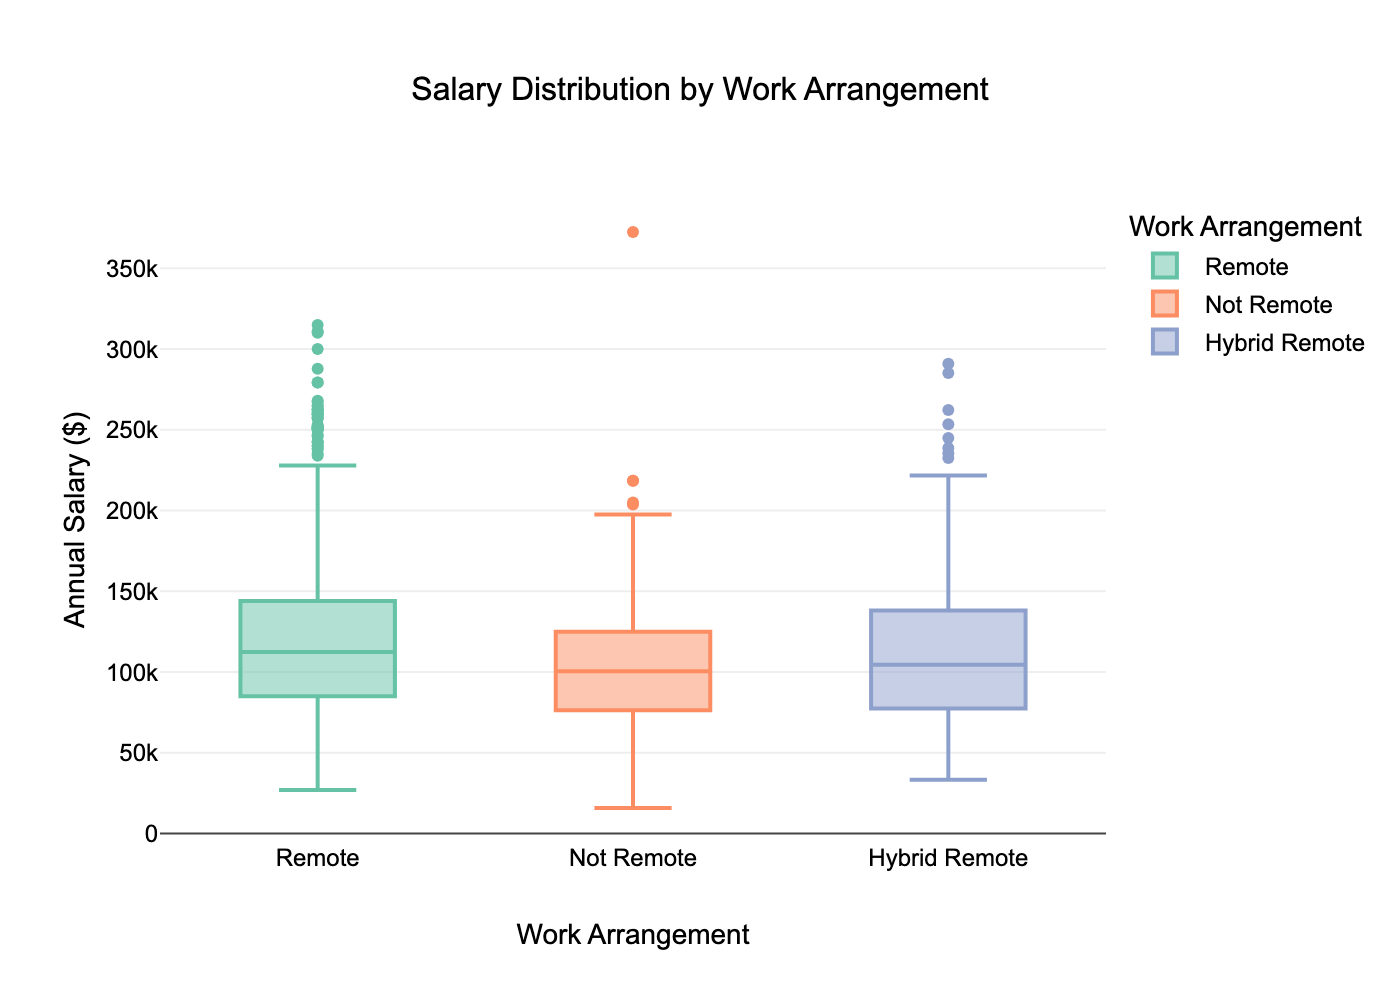 Salary Distribution by Work Arrangement
Work Arrangement
Remote
Not Remote
Hybrid Remote
Annual Salary ($)
350k
300k
250k
200k
150k
100k
50k
0
Remote
Not Remote
Hybrid Remote
Work Arrangement